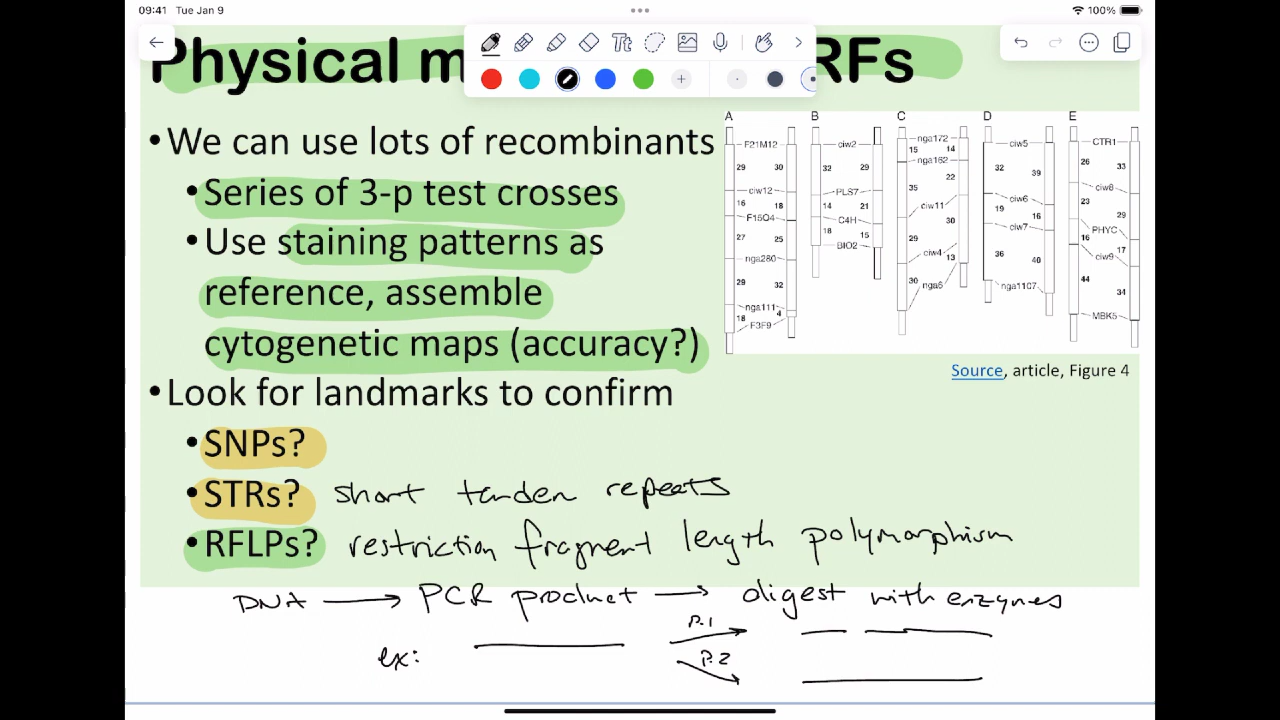 09:41 Tue Jan 9 100%
Physical m RFs
Tt
•We can use lots of recombinants
•Series of 3-p test crosses
•Use staining patterns as
reference, assemble
cytogenetic maps (accuracy?)
•Look for landmarks to confirm
•SNPs?
•STRs? short tandem repeats
•RFLPs? restriction fragment length polymorphism
DNA → PCR product → digest with enzymes
ex: P.1
P.2
A B C D E
F21M12
29 30
ciw12
16 18
F15O4
27 25
nga280
29 32
nga111
18 4
F3F9
ciw2
32 29
PLS7
14 21
C4H
18 15
BIO2
nga172
15 14
nga162
35 22
ciw11
29 30
ciw4
30 13
nga6
ciw5
32 39
ciw6
19 16
ciw7
36 40
nga1107
CTR1
26 33
ciw8
23 29
PHYC
16 17
ciw9
44 34
MBK5
Source, article, Figure 4